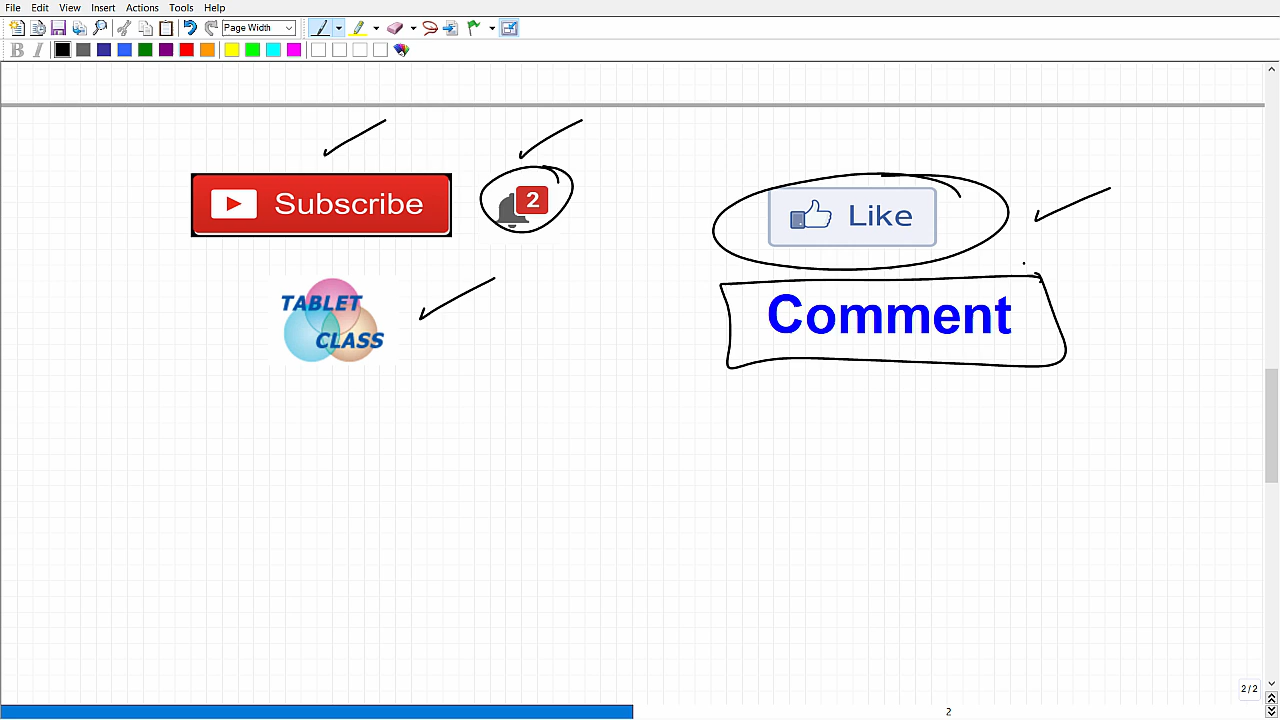 File Edit View Insert Actions Tools Help
Page Width
B I
Subscribe
2
Like
TABLET
CLASS
Comment
2/2
2